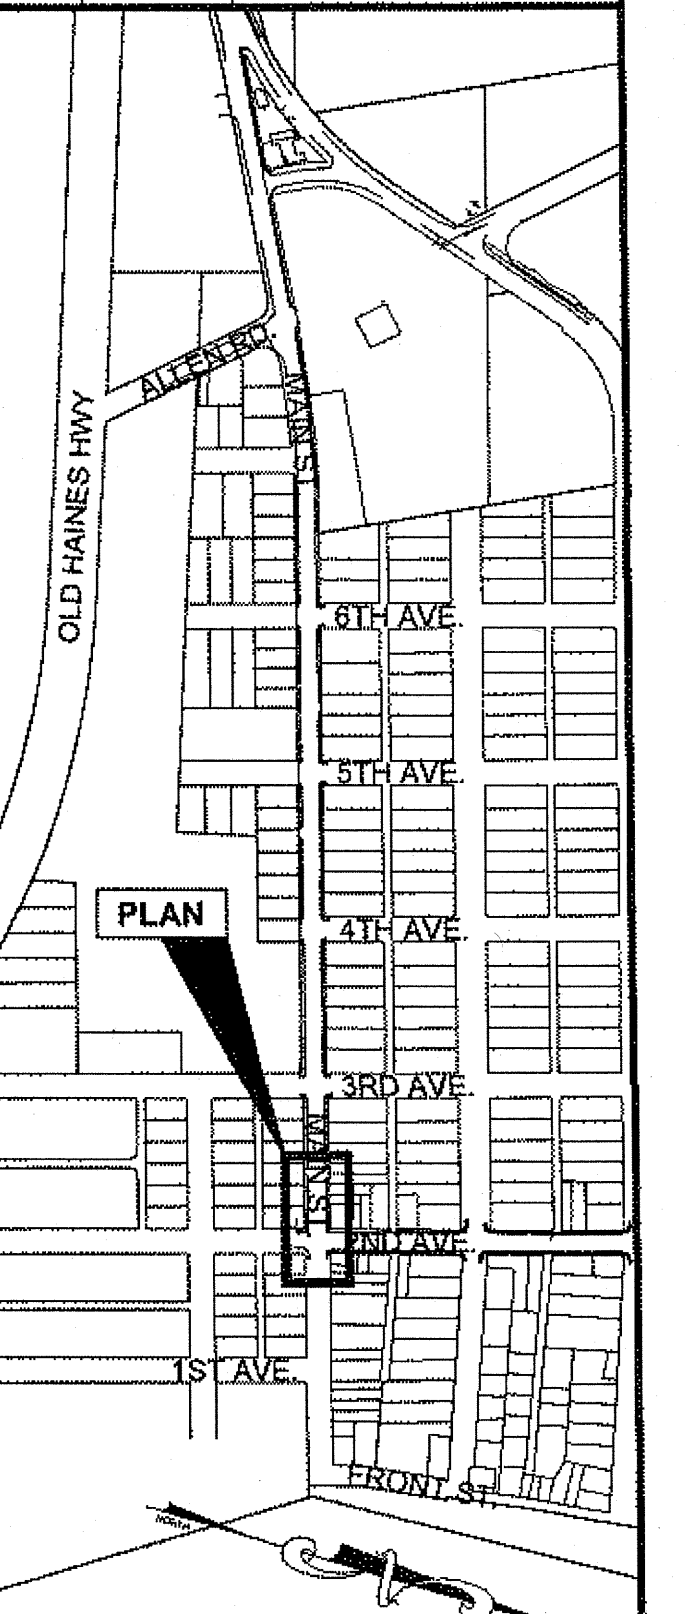 ALLEN RD.
MAIN ST
OLD HAINES HWY
6TH AVE.
5TH AVE.
PLAN
4TH AVE.
3RD AVE.
MAIN ST
2ND AVE.
1ST AVE.
FRONT ST.
NORTH